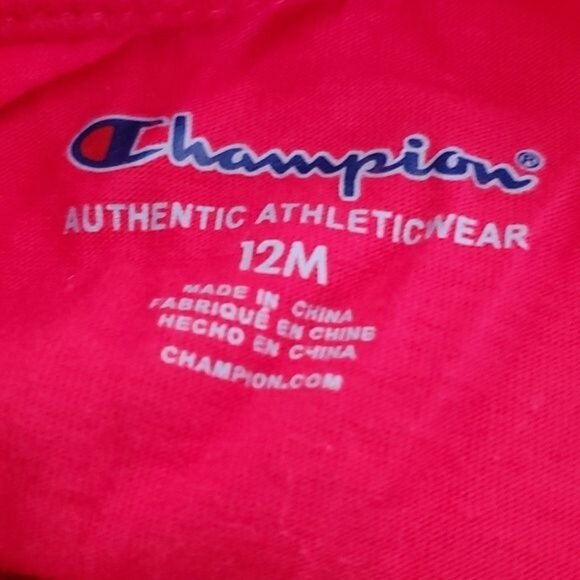 Champion®
AUTHENTIC ATHLETICWEAR
12M
MADE IN CHINA
FABRIQUÉ EN CHINE
HECHO EN CHINA
CHAMPION.COM